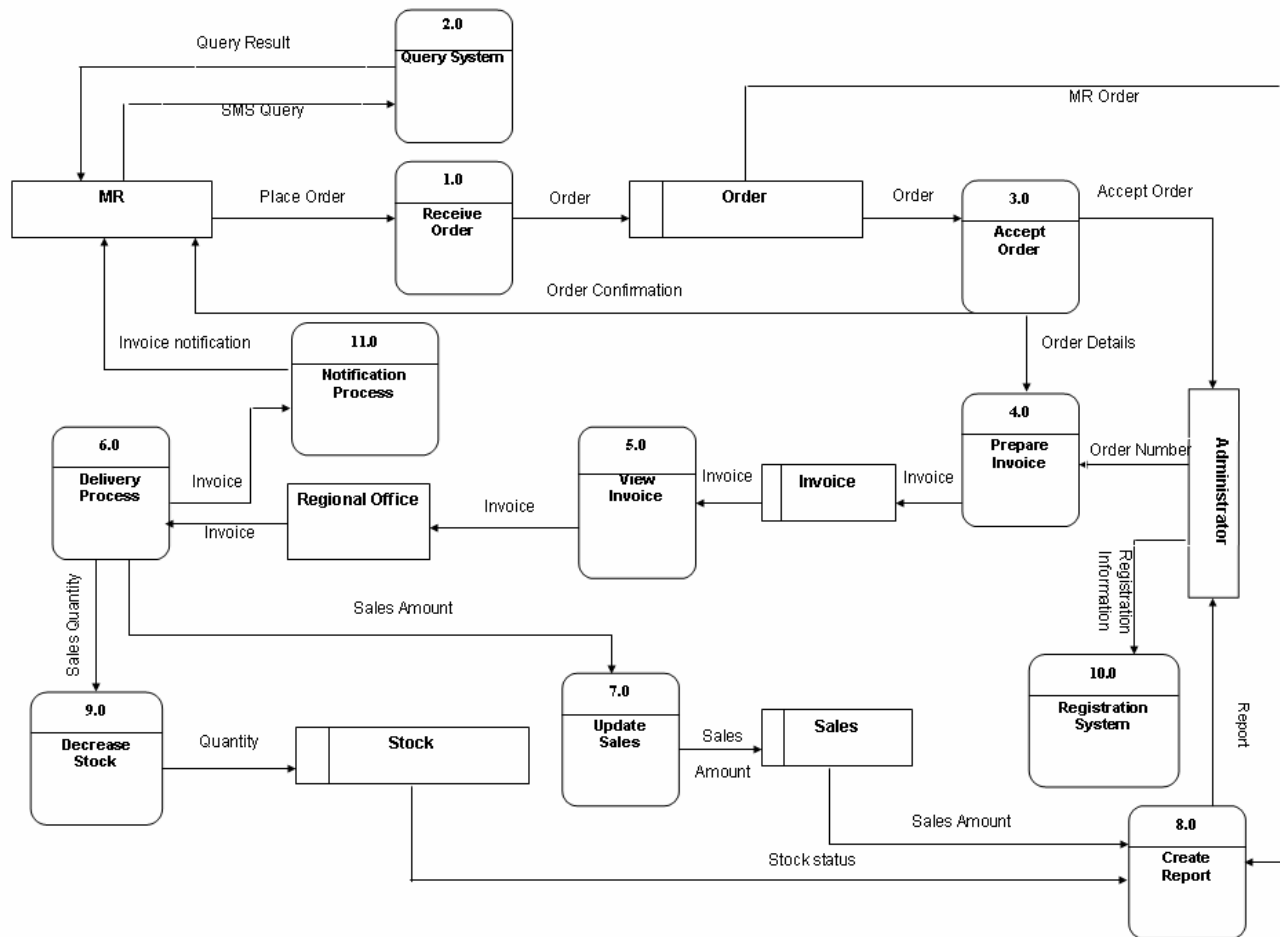 2.0
Query System
Query Result
SMS Query
MR Order
MR
Place Order
1.0
Receive
Order
Order
Order
Order
3.0
Accept
Order
Accept Order
Order Confirmation
Invoice notification
11.0
Notification
Process
Order Details
4.0
Prepare
Invoice
Order Number
Administrator
6.0
Delivery
Process
Invoice
Regional Office
Invoice
Invoice
5.0
View
Invoice
Invoice
Invoice
Invoice
Registration
Information
Sales Quantity
Sales Amount
10.0
Registration
System
Report
9.0
Decrease
Stock
Quantity
Stock
7.0
Update
Sales
Sales
Amount
Sales
Sales Amount
Stock status
8.0
Create
Report